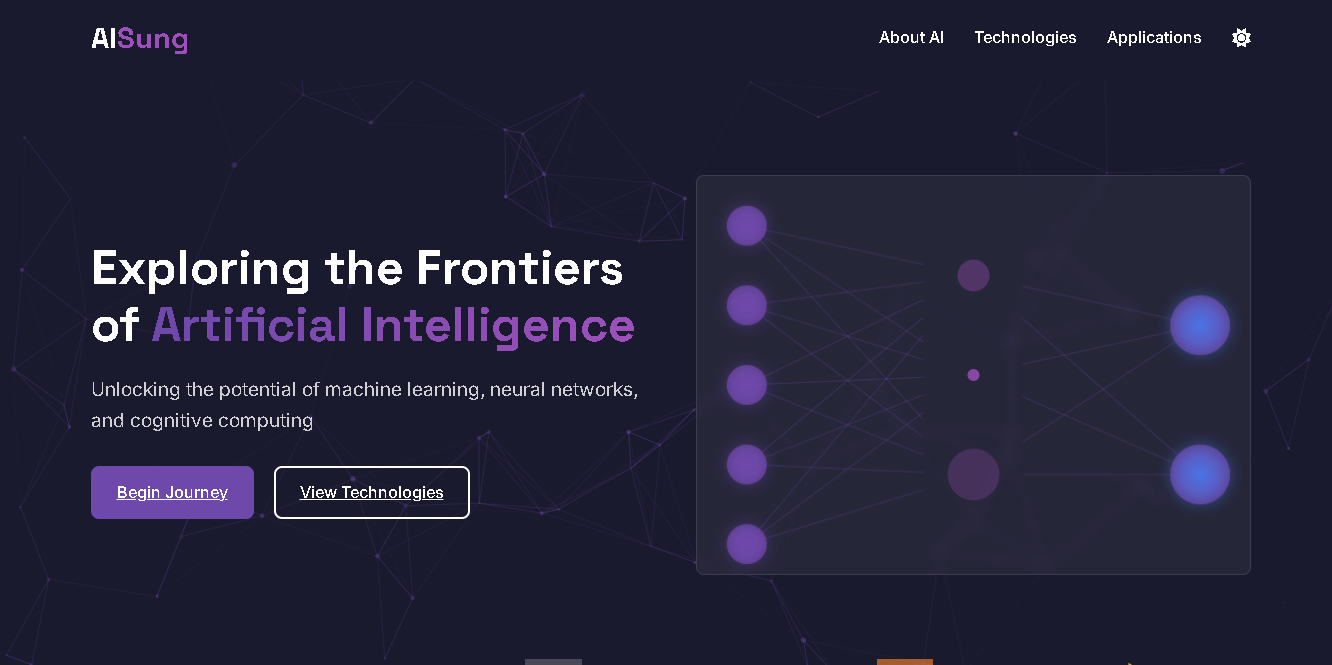 AISung
About AI
Technologies
Applications
Exploring the Frontiers
of Artificial Intelligence
Unlocking the potential of machine learning, neural networks,
and cognitive computing
Begin Journey
View Technologies